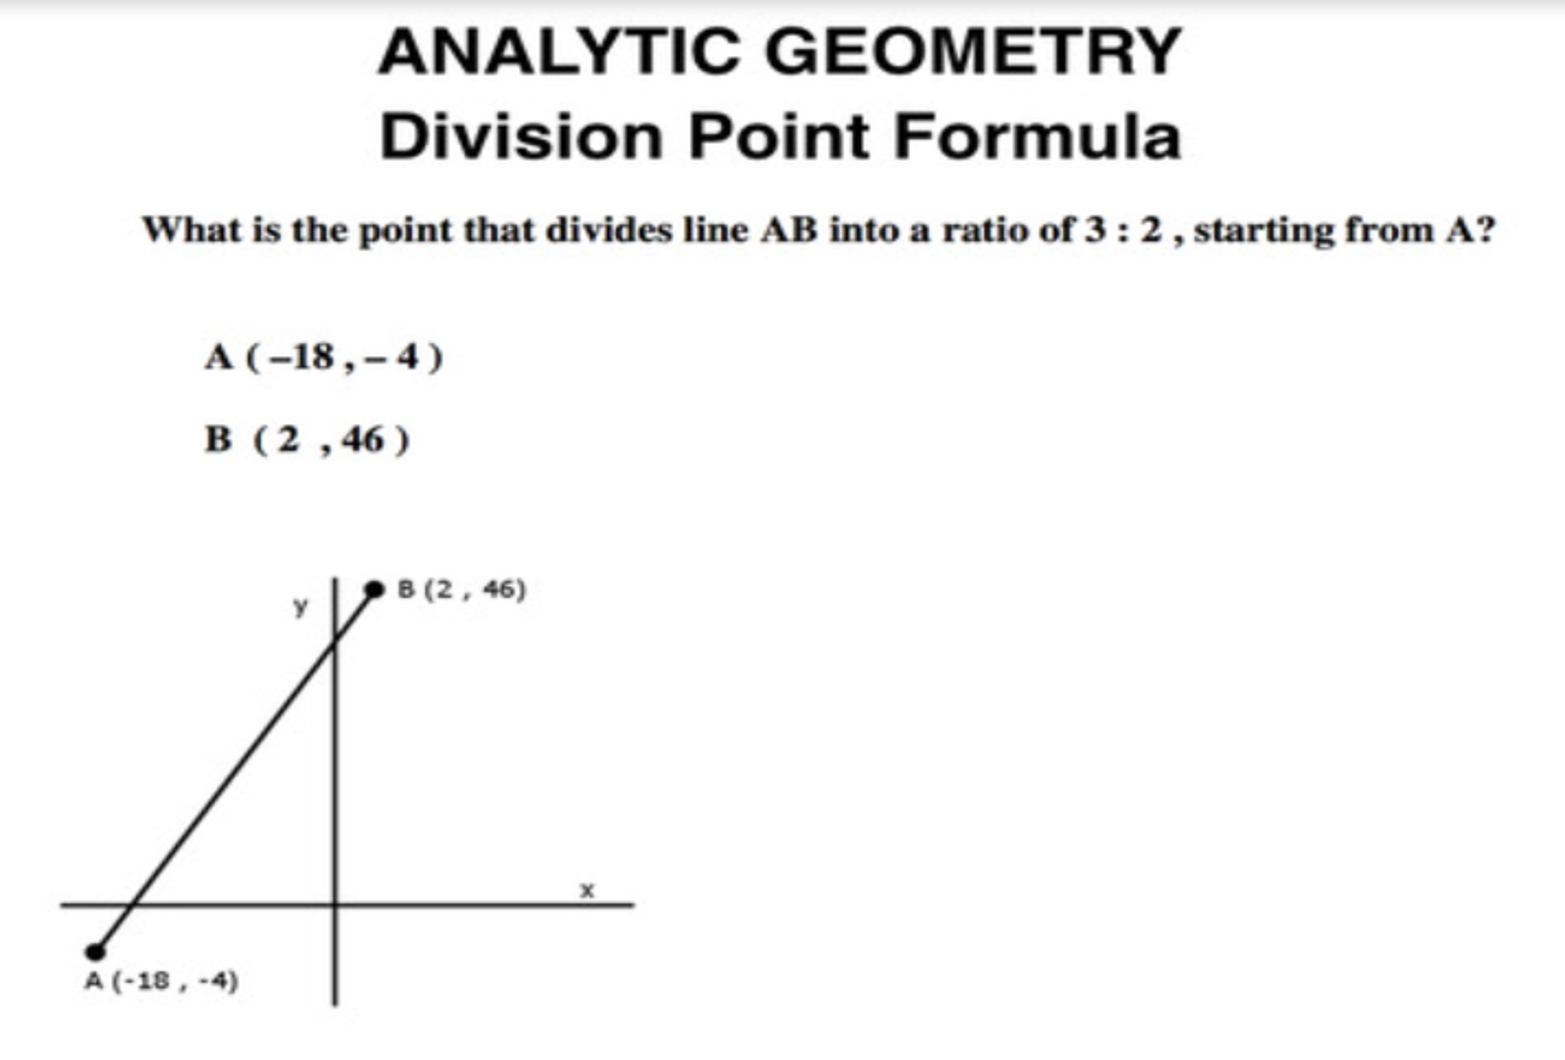 ANALYTIC GEOMETRY
Division Point Formula
What is the point that divides line AB into a ratio of 3 : 2 , starting from A?
A ( –18 , – 4 )
B ( 2 , 46 )
B (2 , 46)
y
x
A (-18 , -4)